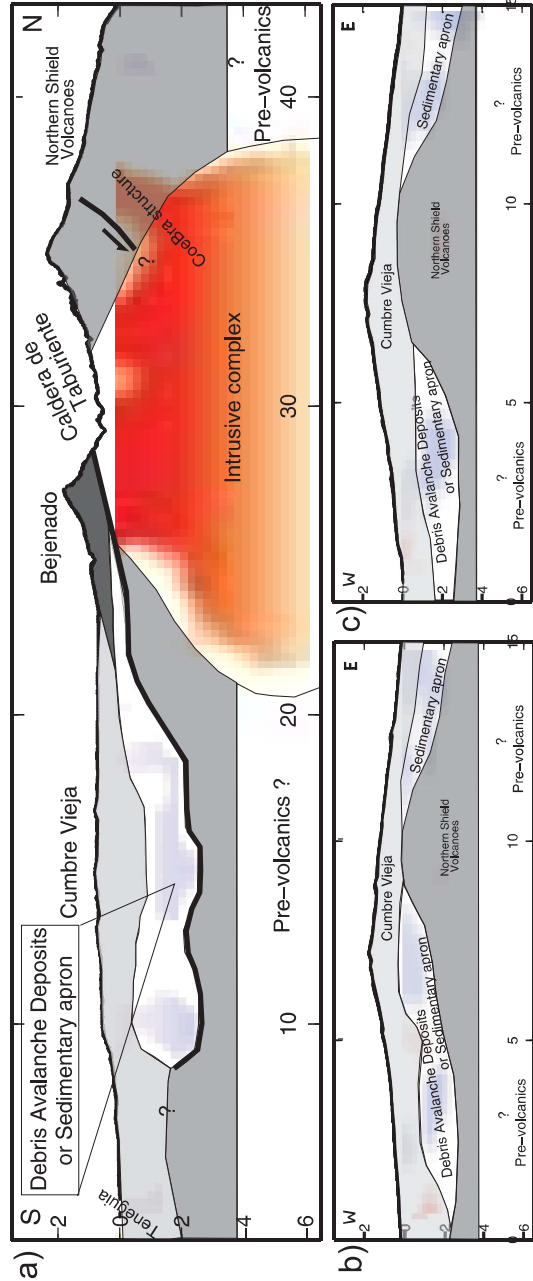 a)
S
N
Debris Avalanche Deposits
or Sedimentary apron
Cumbre Vieja
Bejenado
Caldera de
Taburiente
Northern Shield
Volcanoes
CoeBra structure
?
Teneguia
?
Intrusive complex
Pre-volcanics ?
?
Pre-volcanics
-2
0
2
4
-6
10
20
30
40
b)
W
E
Cumbre Vieja
Debris Avalanche Deposits
or Sedimentary apron
Sedimentary apron
Northern Shield
Volcanoes
?
Pre-volcanics
?
Pre-volcanics
-2
0
-2
-4
-6
0
5
10
15
c)
W
E
Cumbre Vieja
Debris Avalanche Deposits
or Sedimentary apron
Sedimentary apron
Northern Shield
Volcanoes
?
Pre-volcanics
?
Pre-volcanics
-2
0
-2
-4
-6
0
5
10
15